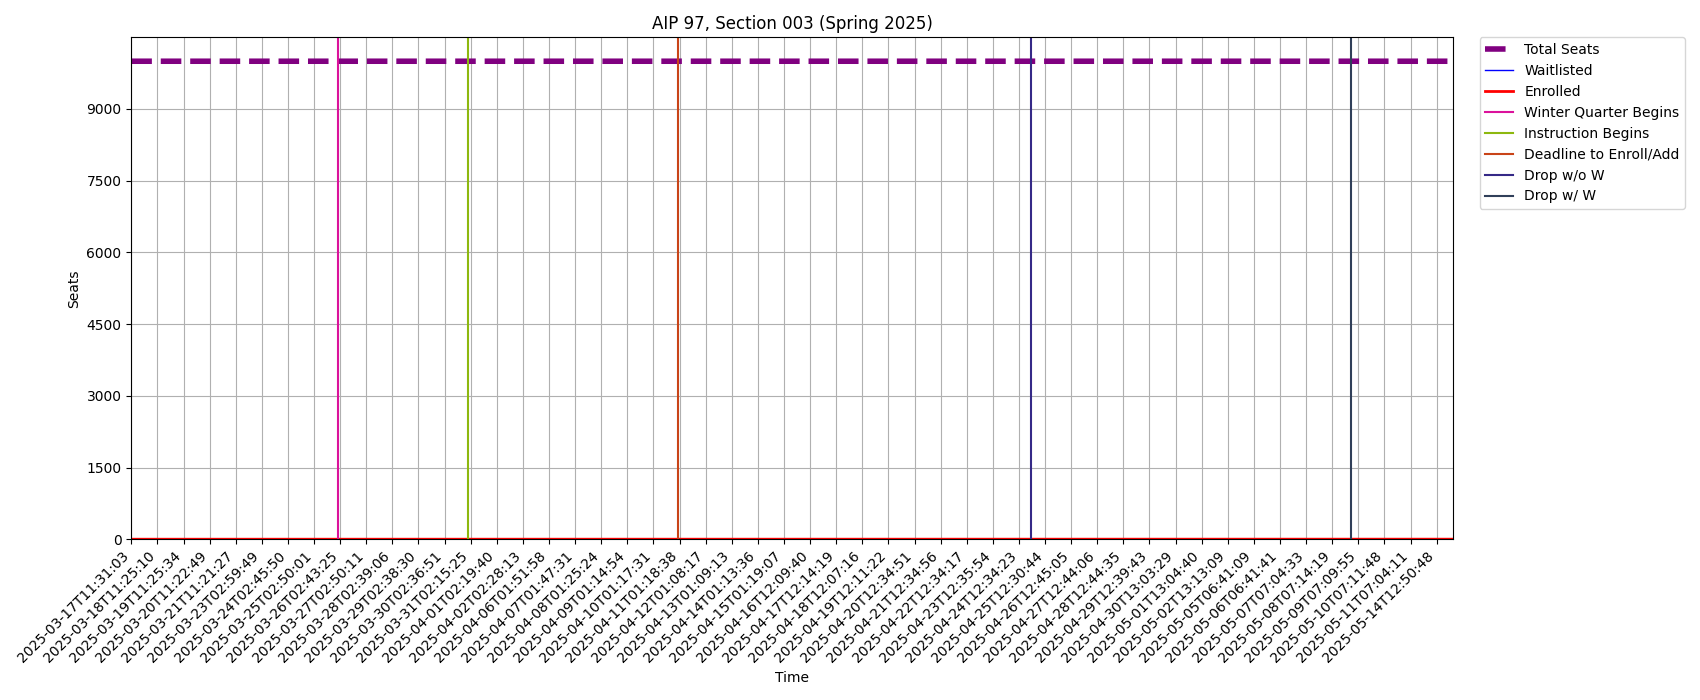 AIP 97, Section 003 (Spring 2025)
Total Seats
Waitlisted
Enrolled
Winter Quarter Begins
Instruction Begins
Deadline to Enroll/Add
Drop w/o W
Drop w/ W
Seats
9000
7500
6000
4500
3000
1500
0
2025-03-17T11:31:03
2025-03-18T11:25:10
2025-03-19T11:25:34
2025-03-20T11:22:49
2025-03-21T11:21:27
2025-03-23T02:59:49
2025-03-24T02:45:50
2025-03-25T02:50:01
2025-03-26T02:43:25
2025-03-27T02:50:11
2025-03-28T02:39:06
2025-03-29T02:38:30
2025-03-30T02:36:51
2025-03-31T02:15:25
2025-04-01T02:19:40
2025-04-02T02:28:13
2025-04-06T01:51:58
2025-04-07T01:47:31
2025-04-08T01:25:24
2025-04-09T01:14:54
2025-04-10T01:17:31
2025-04-11T01:18:38
2025-04-12T01:08:17
2025-04-13T01:09:13
2025-04-14T01:13:36
2025-04-15T01:19:07
2025-04-16T12:09:40
2025-04-17T12:14:19
2025-04-18T12:07:16
2025-04-19T12:11:22
2025-04-20T12:34:51
2025-04-21T12:34:56
2025-04-22T12:34:17
2025-04-23T12:35:54
2025-04-24T12:34:23
2025-04-25T12:30:44
2025-04-26T12:45:05
2025-04-27T12:44:06
2025-04-28T12:44:35
2025-04-29T12:39:43
2025-04-30T13:03:29
2025-05-01T13:04:40
2025-05-02T13:13:09
2025-05-05T06:41:09
2025-05-06T06:41:41
2025-05-07T07:04:33
2025-05-08T07:14:19
2025-05-09T07:09:55
2025-05-10T07:11:48
2025-05-11T07:04:11
2025-05-14T12:50:48
Time